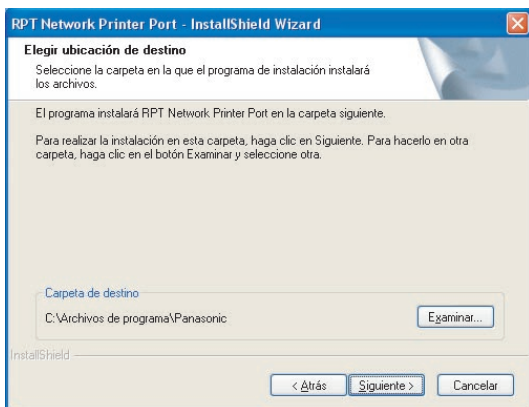 RPT Network Printer Port - InstallShield Wizard
Elegir ubicación de destino
Seleccione la carpeta en la que el programa de instalación instalará
los archivos.
El programa instalará RPT Network Printer Port en la carpeta siguiente.
Para realizar la instalación en esta carpeta, haga clic en Siguiente. Para hacerlo en otra
carpeta, haga clic en el botón Examinar y seleccione otra.
Carpeta de destino
C:\Archivos de programa\Panasonic
Examinar...
InstallShield
< Atrás
Siguiente >
Cancelar